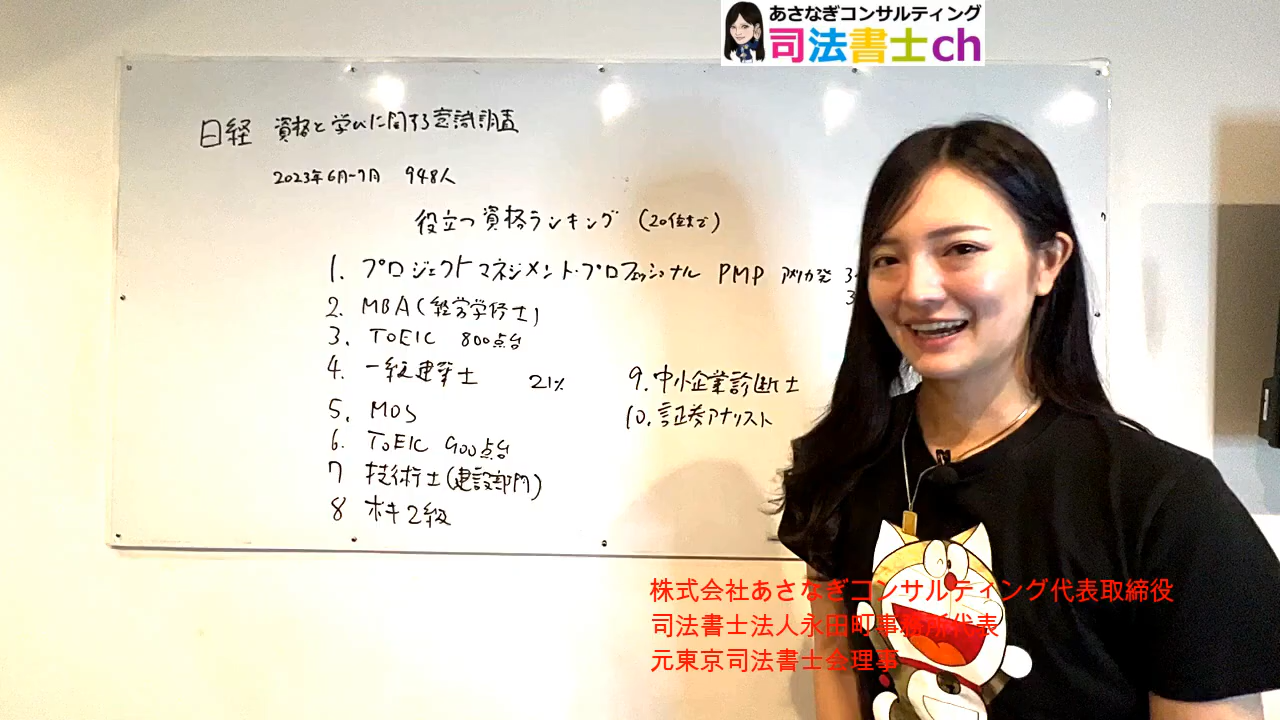 あさなぎコンサルティング
司法書士ch
日経 資格と学びに関する意識調査
2023年6月-7月 948人
役立つ資格ランキング (20位まで)
1. プロジェクトマネジメント・プロフェッショナル PMP アメリカ発 3
3
2. MBA(経営学修士)
3. TOEIC 800点台
4. 一級建築士 21%
5. MOS
6. TOEIC 900点台
7 技術士(建設部門)
8 ボキ2級
9. 中小企業診断士
10. 証券アナリスト
株式会社あさなぎコンサルティング代表取締役
司法書士法人永田町事務所代表
元東京司法書士会理事